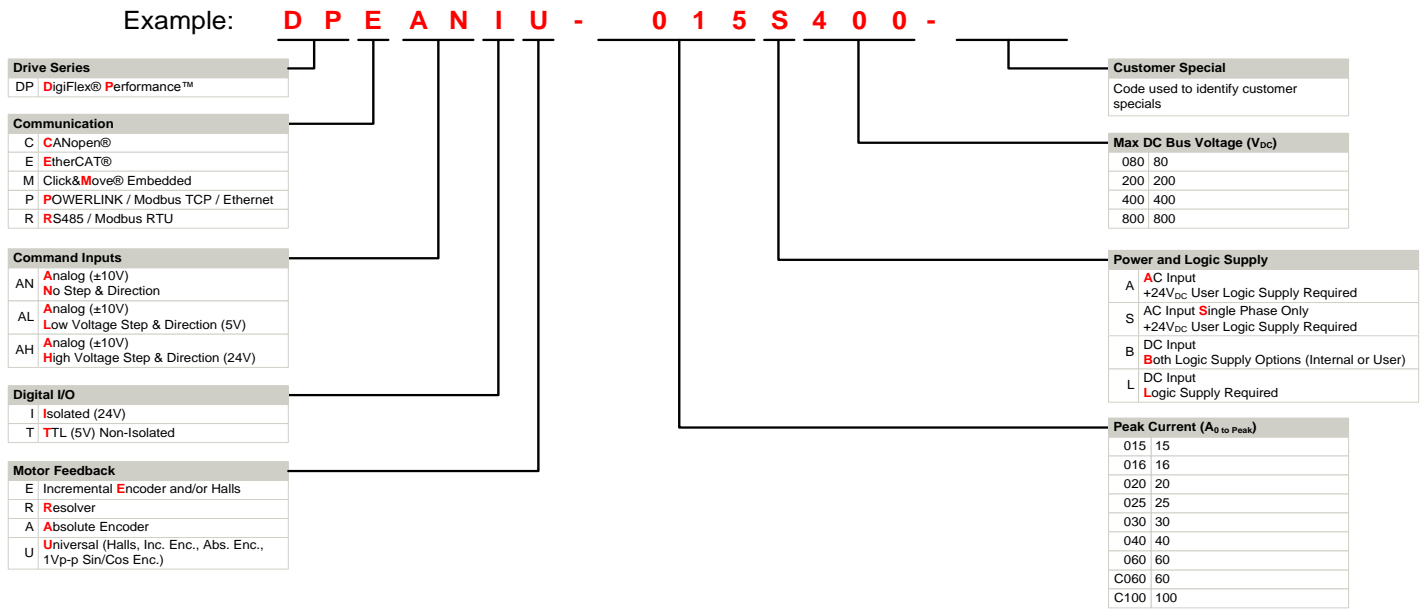 Example: D P E A N I U - 0 1 5 S 4 0 0 -
Drive Series
DP DigiFlex® Performance™
Communication
C CANopen®
E EtherCAT®
M Click&Move® Embedded
P POWERLINK / Modbus TCP / Ethernet
R RS485 / Modbus RTU
Command Inputs
AN Analog (±10V)
No Step & Direction
AL Analog (±10V)
Low Voltage Step & Direction (5V)
AH Analog (±10V)
High Voltage Step & Direction (24V)
Digital I/O
I Isolated (24V)
T TTL (5V) Non-Isolated
Motor Feedback
E Incremental Encoder and/or Halls
R Resolver
A Absolute Encoder
U Universal (Halls, Inc. Enc., Abs. Enc.,
1Vp-p Sin/Cos Enc.)
Customer Special
Code used to identify customer
specials
Max DC Bus Voltage (VDC)
080 80
200 200
400 400
800 800
Power and Logic Supply
A AC Input
+24VDC User Logic Supply Required
S AC Input Single Phase Only
+24VDC User Logic Supply Required
B DC Input
Both Logic Supply Options (Internal or User)
L DC Input
Logic Supply Required
Peak Current (A0 to Peak)
015 15
016 16
020 20
025 25
030 30
040 40
060 60
C060 60
C100 100